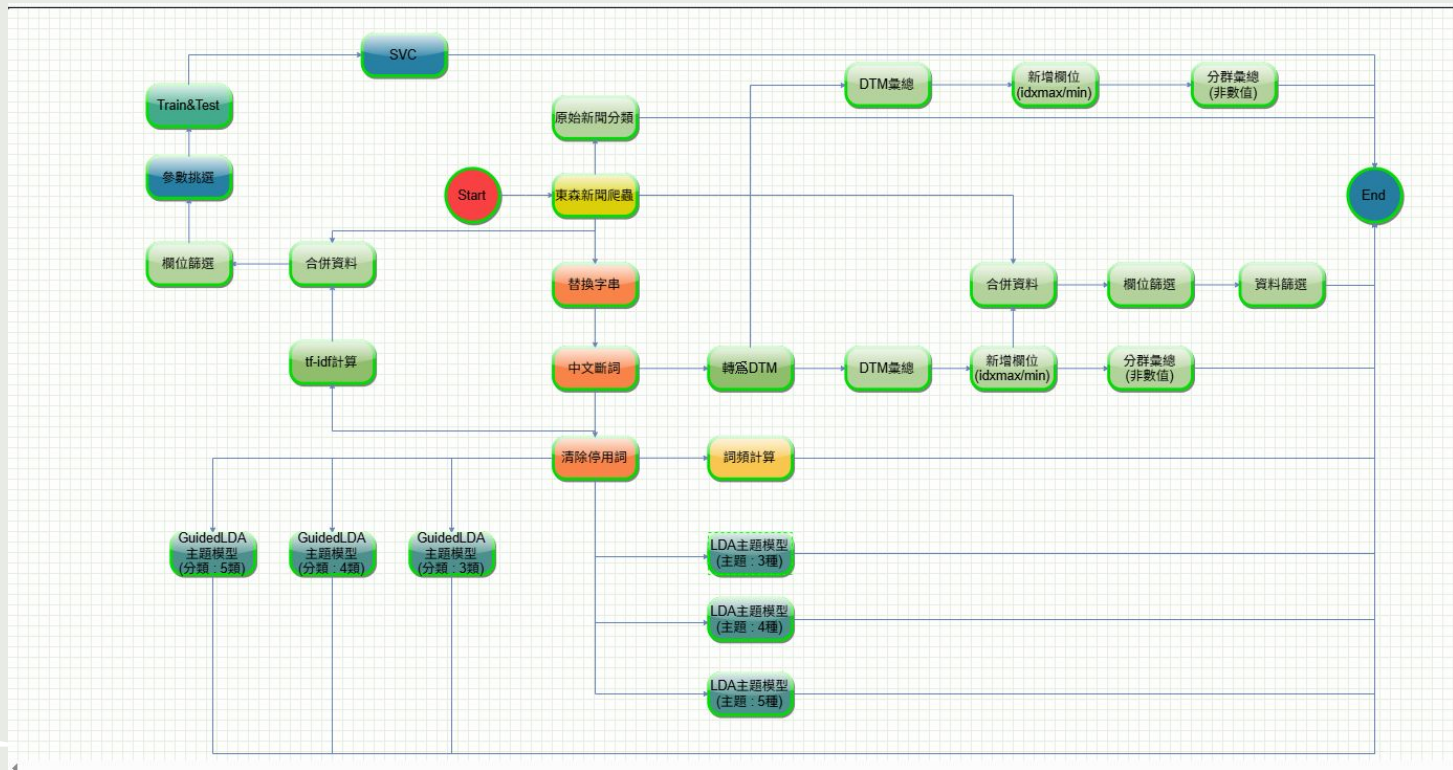 SVC
DTM彙總
新增欄位
(idxmax/min)
分群彙總
(非數值)
Train&Test
原始新聞分類
參數挑選
Start
東森新聞爬蟲
End
欄位篩選
合併資料
替換字串
合併資料
欄位篩選
資料篩選
tf-idf計算
中文斷詞
轉為DTM
DTM彙總
新增欄位
(idxmax/min)
分群彙總
(非數值)
清除停用詞
詞頻計算
GuidedLDA
主題模型
(分類 : 5類)
GuidedLDA
主題模型
(分類 : 4類)
GuidedLDA
主題模型
(分類 : 3類)
LDA主題模型
(主題 : 3種)
LDA主題模型
(主題 : 4種)
LDA主題模型
(主題 : 5種)